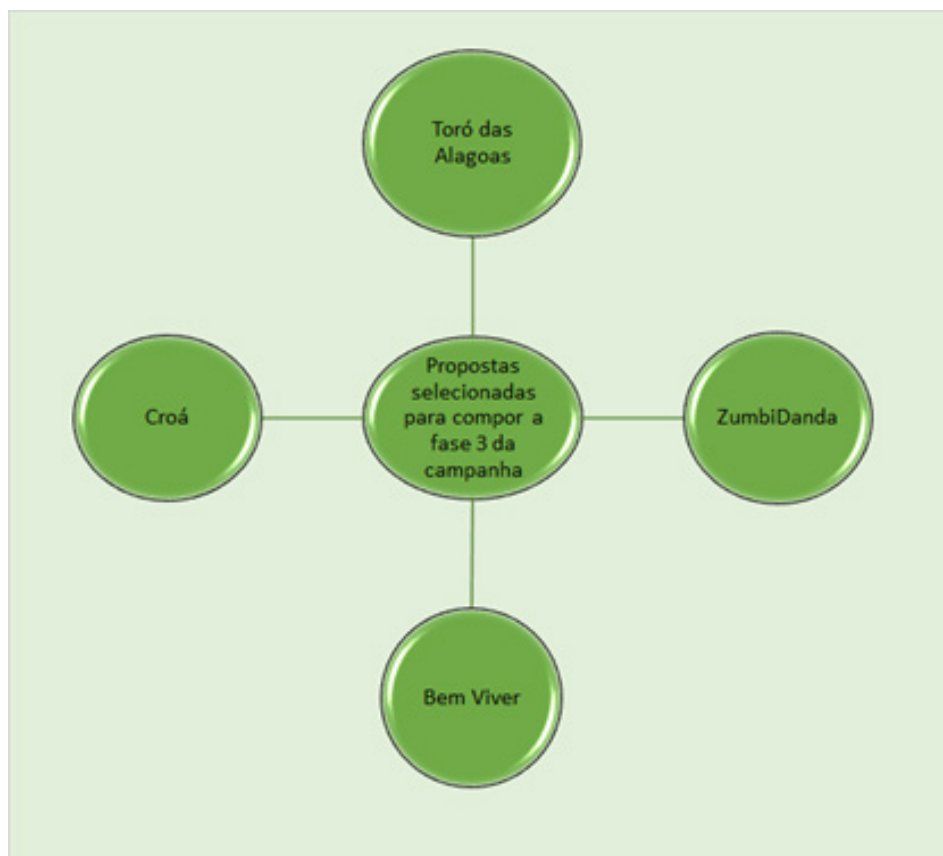 Toró das
Alagoas
Croá
Propostas
selecionadas
para compor a
fase 3 da
campanha
ZumbiDanda
Bem Viver